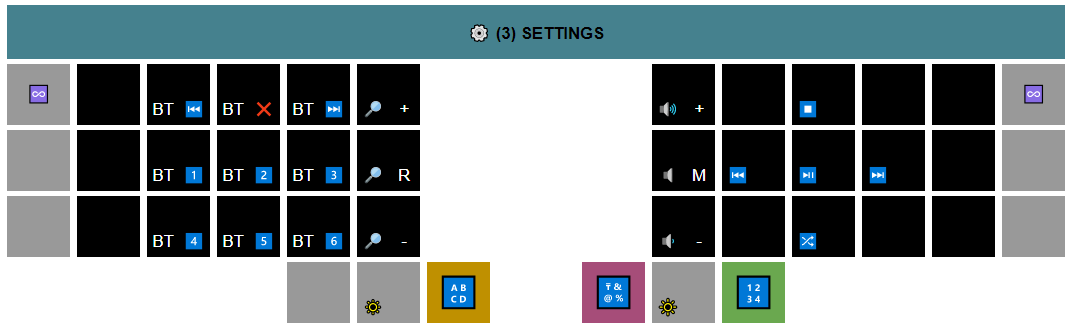 (3) SETTINGS
BT BT BT + +
BT 1 BT 2 BT 3 R M
BT 4 BT 5 BT 6 - -
A B
C D
₸ &
@ %
1 2
3 4